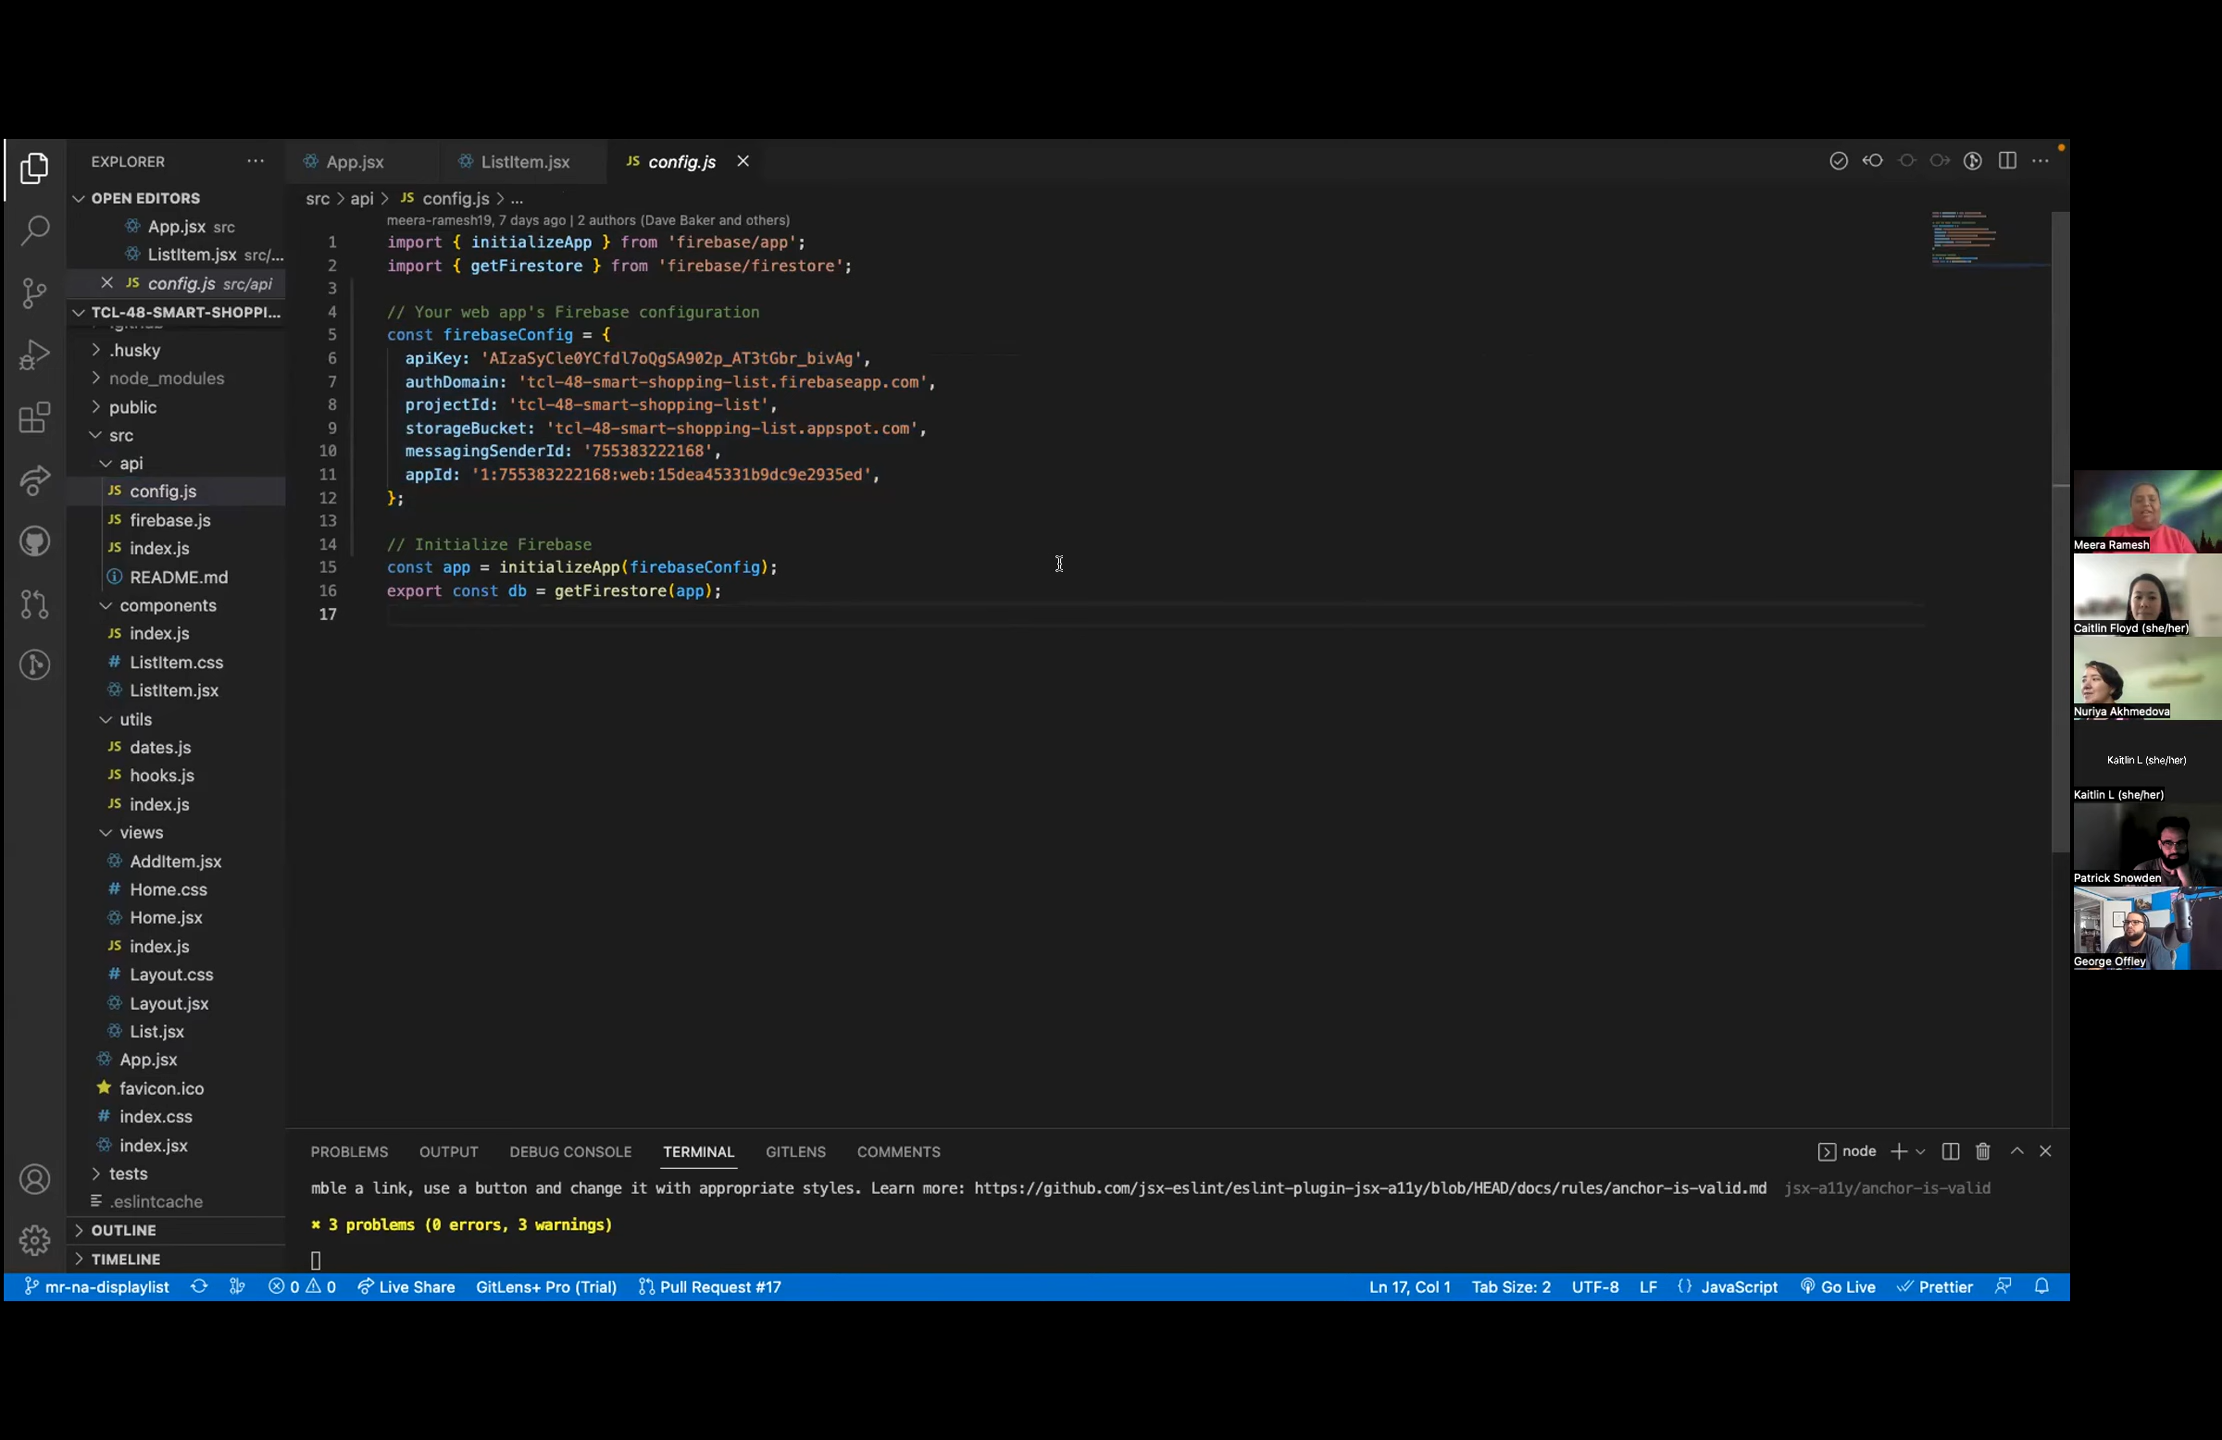 EXPLORER
OPEN EDITORS
App.jsx src
ListItem.jsx src/...
JS config.js src/api
TCL-48-SMART-SHOPPI...
.husky
node_modules
public
src
api
JS config.js
JS firebase.js
JS index.js
README.md
components
JS index.js
# ListItem.css
ListItem.jsx
utils
JS dates.js
JS hooks.js
JS index.js
views
AddItem.jsx
# Home.css
Home.jsx
JS index.js
# Layout.css
Layout.jsx
List.jsx
App.jsx
favicon.ico
# index.css
index.jsx
tests
.eslintcache
OUTLINE
TIMELINE
App.jsx ListItem.jsx JS config.js
src > api > JS config.js > ...
meera-ramesh19, 7 days ago | 2 authors (Dave Baker and others)
1 import { initializeApp } from 'firebase/app';
2 import { getFirestore } from 'firebase/firestore';
3
4 // Your web app's Firebase configuration
5 const firebaseConfig = {
6 apiKey: 'AIzaSyCle0YCfdl7oQgSA902p_AT3tGbr_bivAg',
7 authDomain: 'tcl-48-smart-shopping-list.firebaseapp.com',
8 projectId: 'tcl-48-smart-shopping-list',
9 storageBucket: 'tcl-48-smart-shopping-list.appspot.com',
10 messagingSenderId: '755383222168',
11 appId: '1:755383222168:web:15dea45331b9dc9e2935ed',
12 };
13
14 // Initialize Firebase
15 const app = initializeApp(firebaseConfig);
16 export const db = getFirestore(app);
17
PROBLEMS OUTPUT DEBUG CONSOLE TERMINAL GITLENS COMMENTS
node
mble a link, use a button and change it with appropriate styles. Learn more: https://github.com/jsx-eslint/eslint-plugin-jsx-a11y/blob/HEAD/docs/rules/anchor-is-valid.md jsx-a11y/anchor-is-valid
✖ 3 problems (0 errors, 3 warnings)
mr-na-displaylist 0 0 Live Share GitLens+ Pro (Trial) Pull Request #17
Ln 17, Col 1 Tab Size: 2 UTF-8 LF {} JavaScript Go Live Prettier
Meera Ramesh
Caitlin Floyd (she/her)
Nuriya Akhmedova
Kaitlin L (she/her)
Kaitlin L (she/her)
Patrick Snowden
George Offley